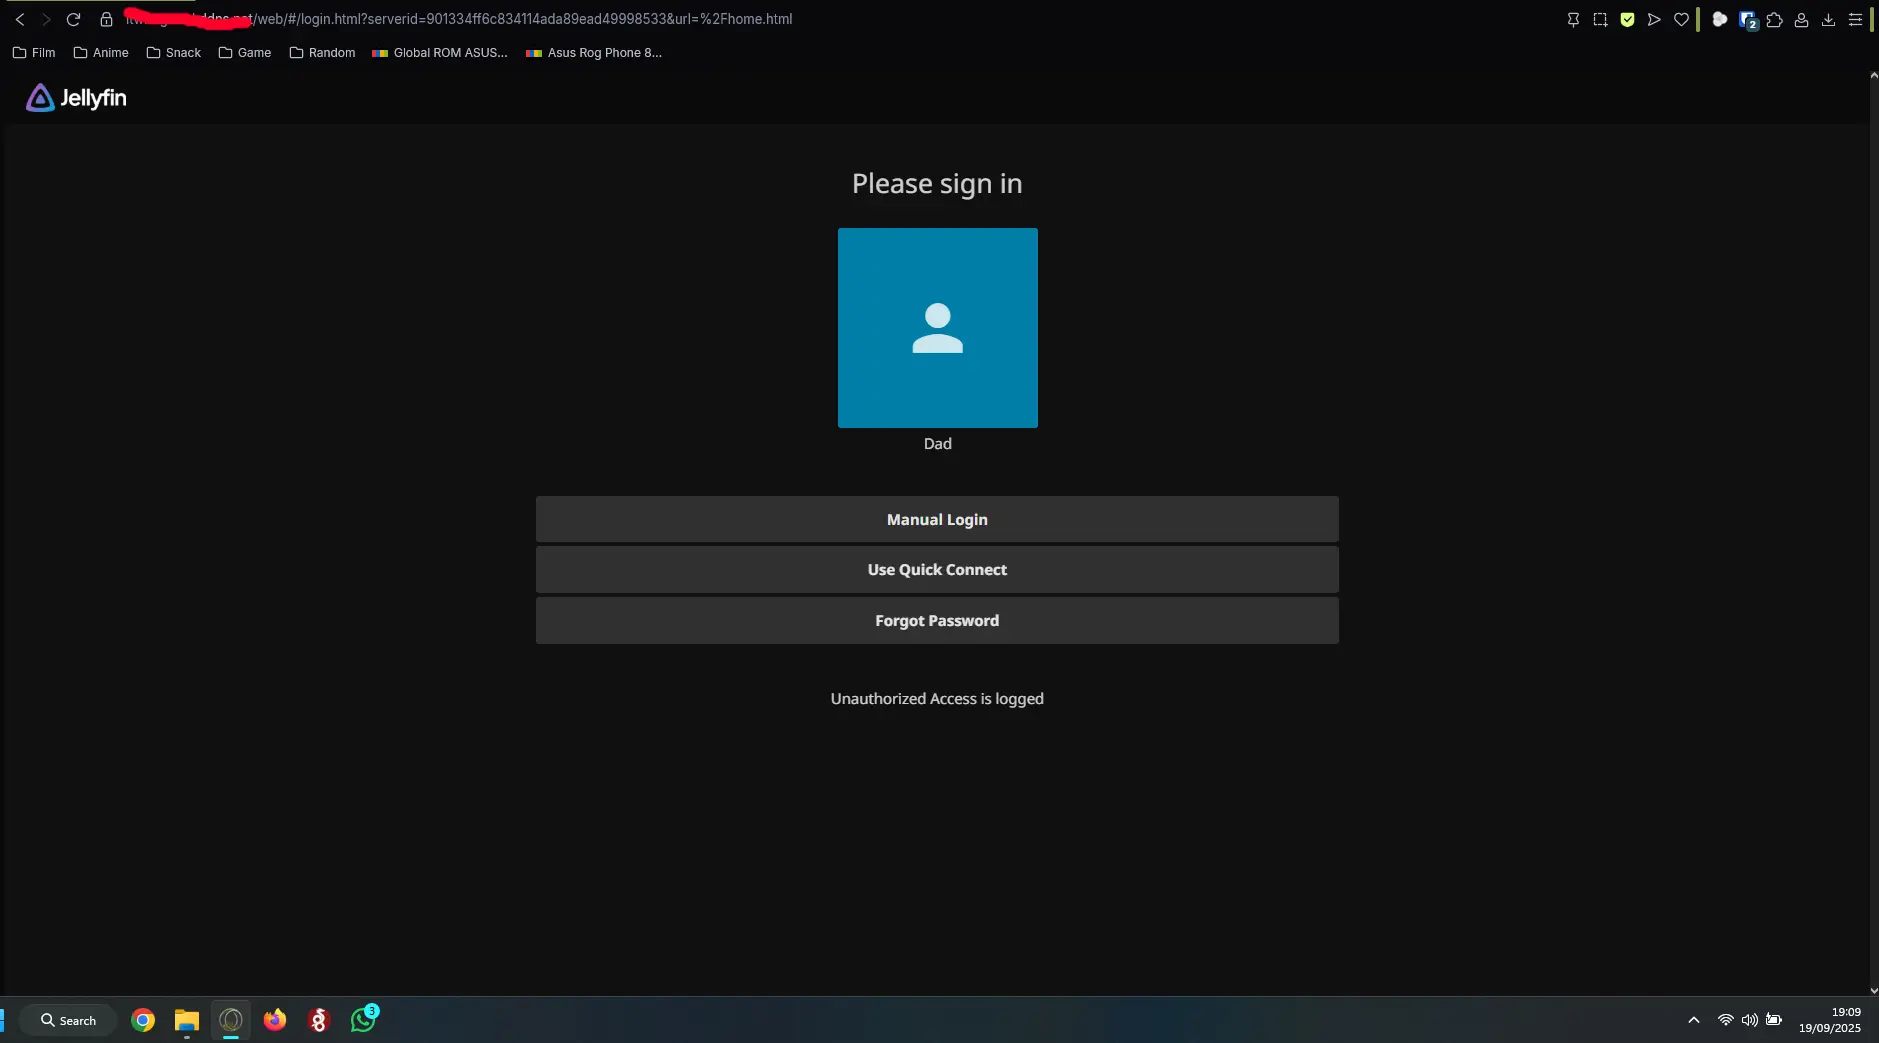 /web/#/login.html?serverid=901334ff6c834114ada89ead49998533&url=%2Fhome.html
2
Film Anime Snack Game Random Global ROM ASUS... Asus Rog Phone 8...
Jellyfin
Please sign in
Dad
Manual Login
Use Quick Connect
Forgot Password
Unauthorized Access is logged
Search
3
19:09
19/09/2025